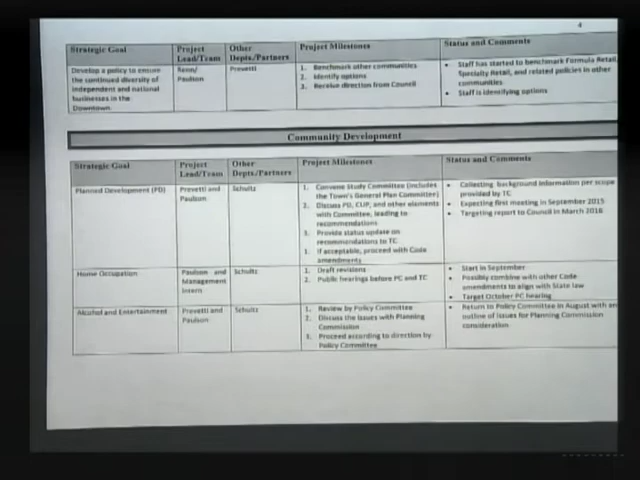 4
Strategic Goal
Project Lead/Team
Other Depts/Partners
Project Milestones
Status and Comments
Develop a policy to ensure
the continued diversity of
independent and national
businesses in the
Downtown.
Paulson
Prevetti
1. Benchmark other communities
2. Identify options
3. Receive direction from Council
• Staff has started to benchmark Formula Retail,
Specialty Retail, and related policies in other
communities
• Staff is identifying options
Community Development
Strategic Goal
Project Lead/Team
Other Depts/Partners
Project Milestones
Status and Comments
Planned Development (PD)
Prevetti and
Paulson
Schultz
1. Convene Study Committee (includes
the Town's General Plan Committee)
2. Discuss PD, CUP, and other elements
with Committee, leading to
recommendations
3. Provide status update on
recommendations to TC
1. If acceptable, proceed with Code
amendments
• Collecting background information per scope
provided by TC
• Expecting first meeting in September 2015
• Targeting report to Council in March 2016
Home Occupation
Paulson and
Management
Intern
Schultz
1. Draft revisions
2. Public hearings before PC and TC
• Start in September
• Possibly combine with other Code
amendments to align with State law
• Target October PC hearing
Alcohol and Entertainment
Prevetti and
Paulson
Schultz
1. Review by Policy Committee
2. Discuss the issues with Planning
Commission
1. Proceed according to direction by
Policy Committee
• Return to Policy Committee in August with an
outline of issues for Planning Commission
consideration